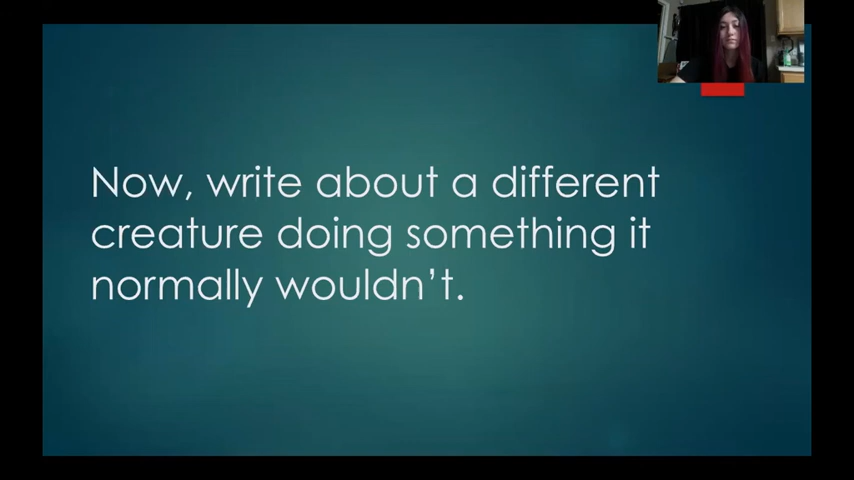 Now, write about a different
creature doing something it
normally wouldn't.